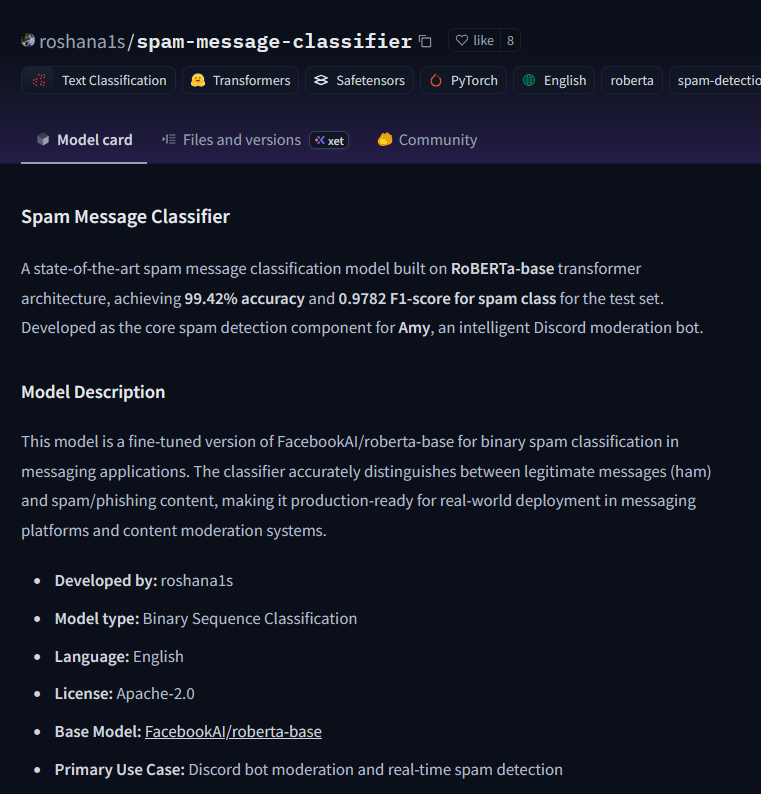 roshana1s/spam-message-classifier like 8
Text Classification Transformers Safetensors PyTorch English roberta spam-detectio
Model card Files and versions xet Community
Spam Message Classifier
A state-of-the-art spam message classification model built on RoBERTa-base transformer
architecture, achieving 99.42% accuracy and 0.9782 F1-score for spam class for the test set.
Developed as the core spam detection component for Amy, an intelligent Discord moderation bot.
Model Description
This model is a fine-tuned version of FacebookAI/roberta-base for binary spam classification in
messaging applications. The classifier accurately distinguishes between legitimate messages (ham)
and spam/phishing content, making it production-ready for real-world deployment in messaging
platforms and content moderation systems.
• Developed by: roshana1s
• Model type: Binary Sequence Classification
• Language: English
• License: Apache-2.0
• Base Model: FacebookAI/roberta-base
• Primary Use Case: Discord bot moderation and real-time spam detection